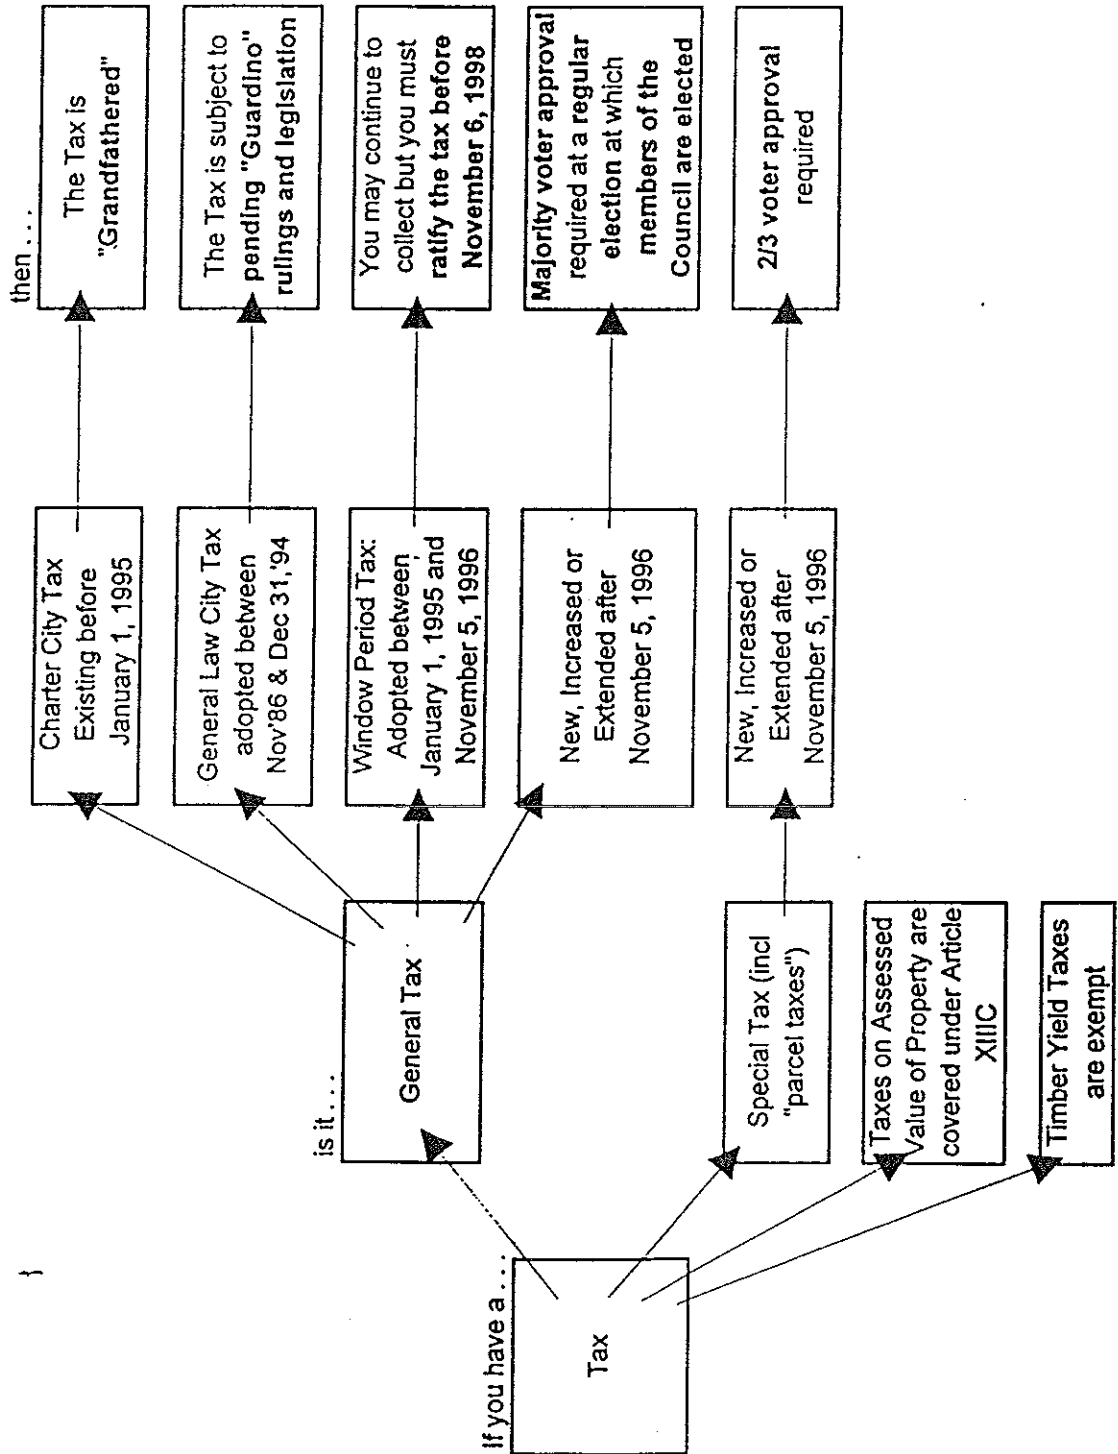 If you have a ....
Tax
is it ...
General Tax
Special Tax (incl
"parcel taxes")
Taxes on Assessed
Value of Property are
covered under Article
XIIIC
Timber Yield Taxes
are exempt
Charter City Tax
Existing before
January 1, 1995
General Law City Tax
adopted between
Nov'86 & Dec 31,'94
Window Period Tax:
Adopted between
January 1, 1995 and
November 5, 1996
New, Increased or
Extended after
November 5, 1996
New, Increased or
Extended after
November 5, 1996
then ...
The Tax is
"Grandfathered"
The Tax is subject to
pending "Guardino"
rulings and legislation
You may continue to
collect but you must
ratify the tax before
November 6, 1998
Majority voter approval
required at a regular
election at which
members of the
Council are elected
2/3 voter approval
required